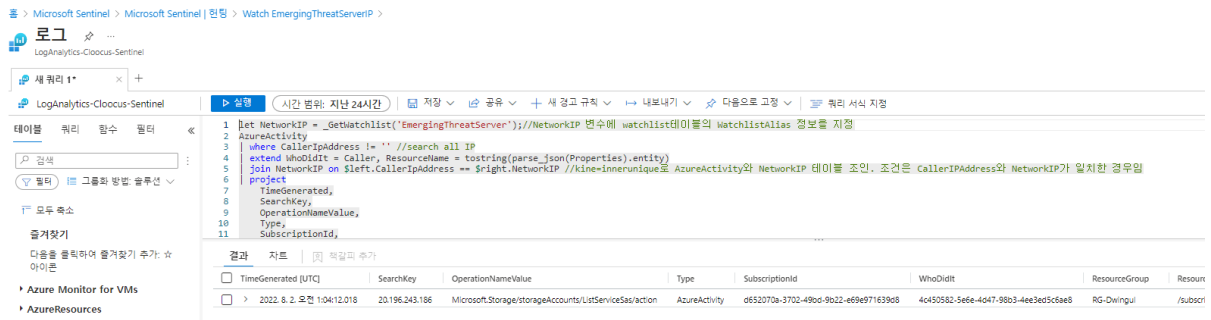 홈 > Microsoft Sentinel > Microsoft Sentinel | 헌팅 > Watch EmergingThreatServerIP >
로그
LogAnalytics-Cloocus-Sentinel
새 쿼리 1*
LogAnalytics-Cloocus-Sentinel
실행 시간 범위: 지난 24시간 저장 공유 새 경고 규칙 내보내기 다음으로 고정 쿼리 서식 지정
테이블 쿼리 함수 필터
검색
필터 그룹화 방법: 솔루션
모두 축소
즐겨찾기
다음을 클릭하여 즐겨찾기 추가: ☆
아이콘
Azure Monitor for VMs
AzureResources
1 let NetworkIP = _GetWatchlist('EmergingThreatServer');//NetworkIP 변수에 watchlist테이블의 WatchlistAlias 정보를 지정
2 AzureActivity
3 | where CallerIpAddress != '' //search all IP
4 | extend WhoDidIt = Caller, ResourceName = tostring(parse_json(Properties).entity)
5 | join NetworkIP on $left.CallerIpAddress == $right.NetworkIP //kine=innerunique로 AzureActivity와 NetworkIP 테이블 조인. 조건은 CallerIPAddress와 NetworkIP가 일치한 경우임
6 | project
7 TimeGenerated,
8 SearchKey,
9 OperationNameValue,
10 Type,
11 SubscriptionId,
결과 차트 책갈피 추가
TimeGenerated [UTC] SearchKey OperationNameValue Type SubscriptionId WhoDidIt ResourceGroup Resourc
2022. 8. 2. 오전 1:04:12.018 20.196.243.186 Microsoft.Storage/storageAccounts/ListServiceSas/action AzureActivity d652070a-3702-49bd-9b22-e69e971639d8 4c450582-5e6e-4d47-98b3-4ee3ed5c6ae8 RG-Dwingui /subscri